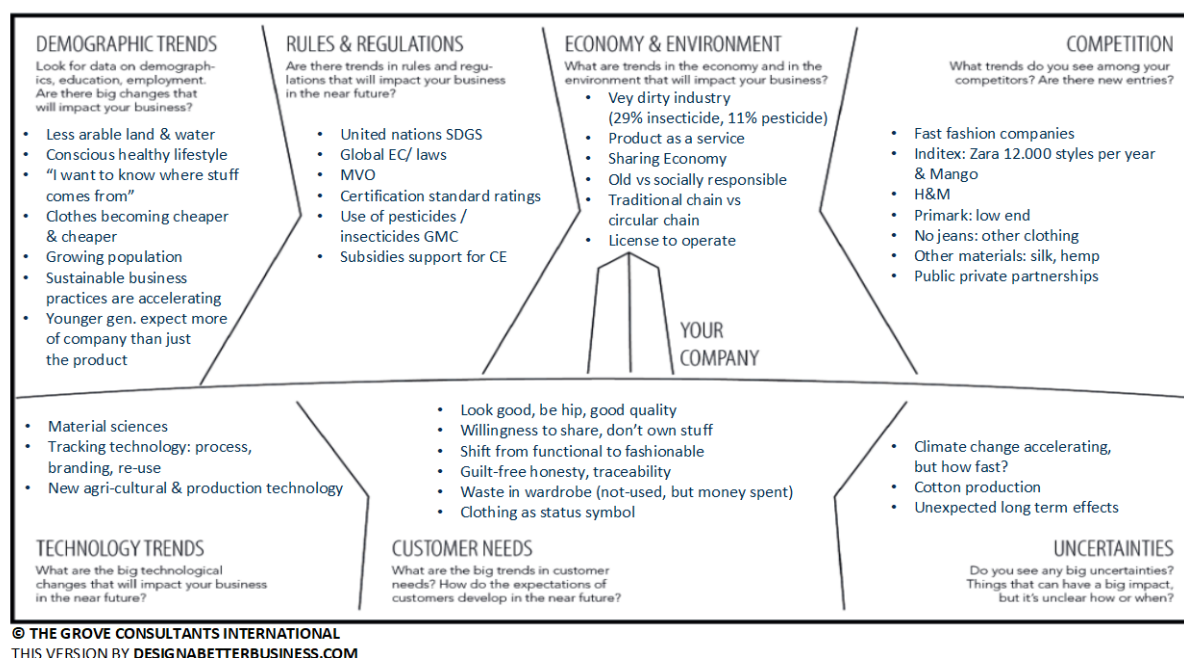 DEMOGRAPHIC TRENDS
Look for data on demograph-
ics, education, employment.
Are there big changes that
will impact your business?
• Less arable land & water
• Conscious healthy lifestyle
• “I want to know where stuff
comes from”
• Clothes becoming cheaper
& cheaper
• Growing population
• Sustainable business
practices are accelerating
• Younger gen. expect more
of company than just
the product
RULES & REGULATIONS
Are there trends in rules and regu-
lations that will impact your business
in the near future?
• United nations SDGS
• Global EC/ laws
• MVO
• Certification standard ratings
• Use of pesticides /
insecticides GMC
• Subsidies support for CE
ECONOMY & ENVIRONMENT
What are trends in the economy and in the
environment that will impact your business?
• Vey dirty industry
(29% insecticide, 11% pesticide)
• Product as a service
• Sharing Economy
• Old vs socially responsible
• Traditional chain vs
circular chain
• License to operate
YOUR
COMPANY
COMPETITION
What trends do you see among your
competitors? Are there new entries?
• Fast fashion companies
• Inditex: Zara 12.000 styles per year
& Mango
• H&M
• Primark: low end
• No jeans: other clothing
• Other materials: silk, hemp
• Public private partnerships
• Material sciences
• Tracking technology: process,
branding, re-use
• New agri-cultural & production technology
TECHNOLOGY TRENDS
What are the big technological
changes that will impact your business
in the near future?
• Look good, be hip, good quality
• Willingness to share, don’t own stuff
• Shift from functional to fashionable
• Guilt-free honesty, traceability
• Waste in wardrobe (not-used, but money spent)
• Clothing as status symbol
CUSTOMER NEEDS
What are the big trends in customer
needs? How do the expectations of
customers develop in the near future?
• Climate change accelerating,
but how fast?
• Cotton production
• Unexpected long term effects
UNCERTAINTIES
Do you see any big uncertainties?
Things that can have a big impact,
but it’s unclear how or when?
© THE GROVE CONSULTANTS INTERNATIONAL
THIS VERSION BY DESIGNABETTERBUSINESS.COM